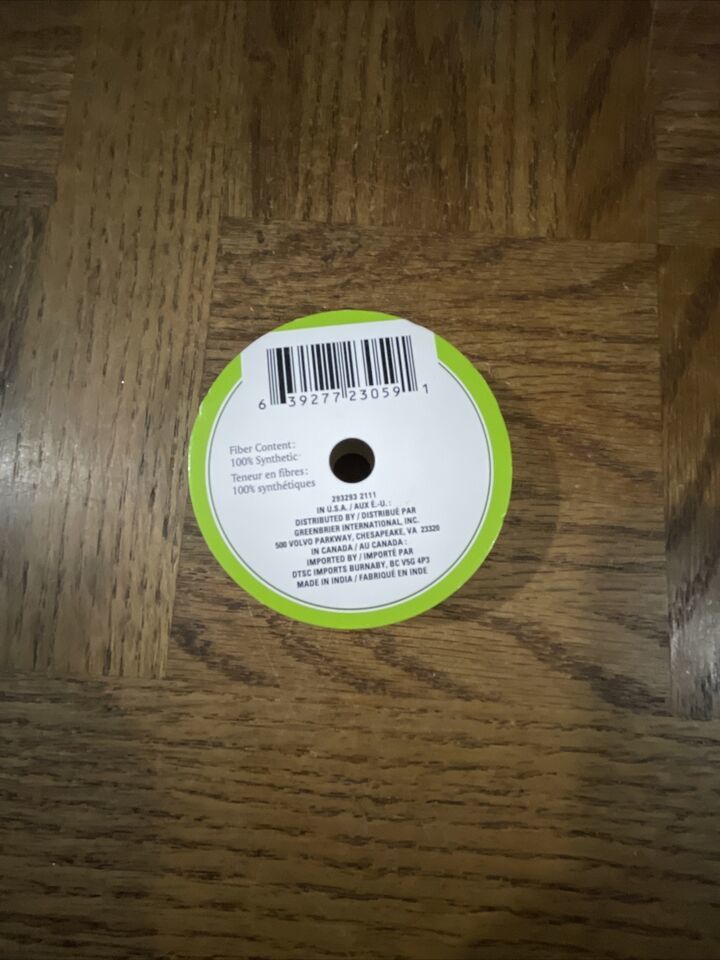 6 39277 23059 1
Fiber Content:
100% Synthetic
Teneur en fibres:
100% synthétiques
293293 2111
IN U.S.A. / AUX É.-U. :
DISTRIBUTED BY / DISTRIBUÉ PAR
GREENBRIER INTERNATIONAL, INC.
500 VOLVO PARKWAY, CHESAPEAKE, VA 23320
IN CANADA / AU CANADA :
IMPORTED BY / IMPORTÉ PAR
DTSC IMPORTS BURNABY, BC V5G 4P3
MADE IN INDIA / FABRIQUÉ EN INDE